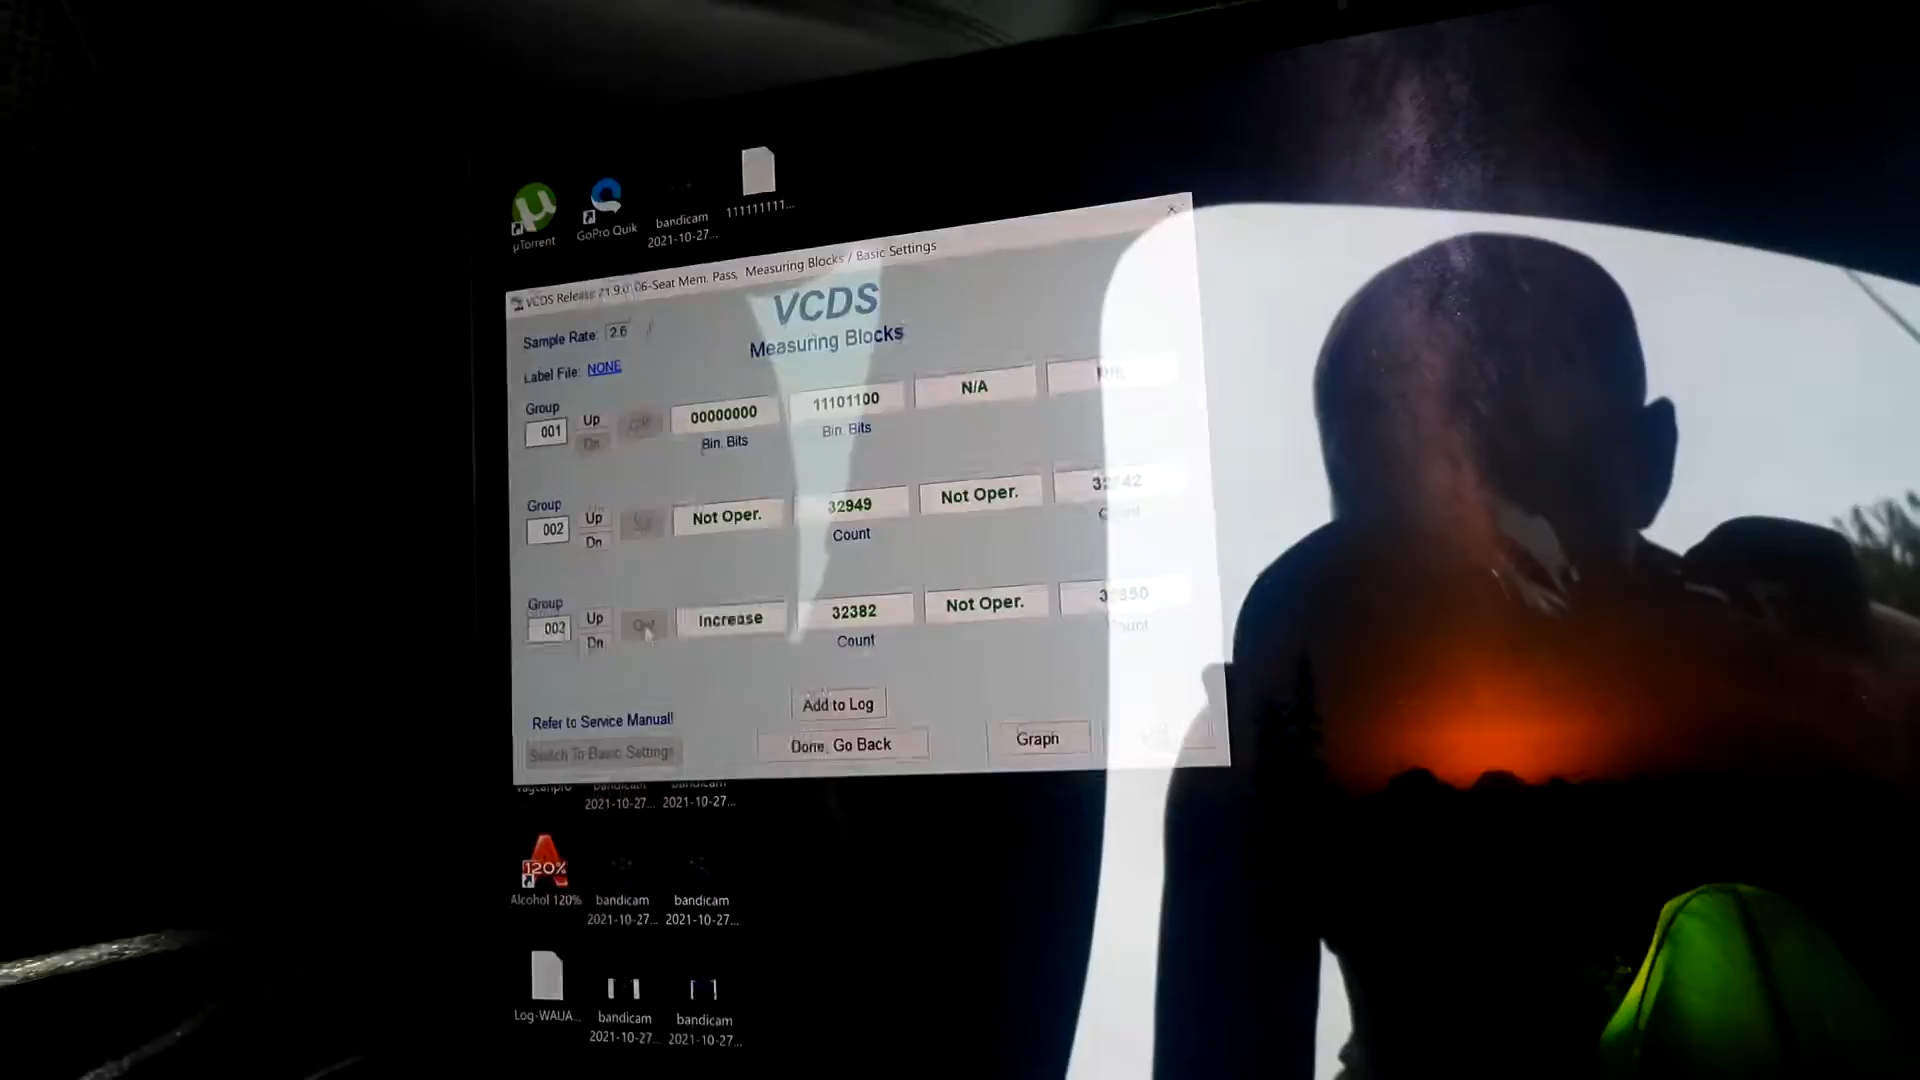 µTorrent
GoPro Quik
bandicam
2021-10-27...
111111111...
VCDS Release 21.9.0: 06-Seat Mem. Pass, Measuring Blocks / Basic Settings
VCDS
Measuring Blocks
Sample Rate: 2.6
Label File: NONE
Group
001
Up
Dn
00000000
Bin. Bits
11101100
Bin. Bits
N/A
Group
002
Up
Dn
Not Oper.
32949
Count
Not Oper.
Count
Group
Up
Dn
Increase
32382
Count
Not Oper.
Count
Refer to Service Manual!
Switch To Basic Settings
Add to Log
Done, Go Back
Graph
bandicam
2021-10-27...
bandicam
2021-10-27...
120%
Alcohol 120%
bandicam
2021-10-27...
bandicam
2021-10-27...
Log-WAUA...
bandicam
2021-10-27...
bandicam
2021-10-27...